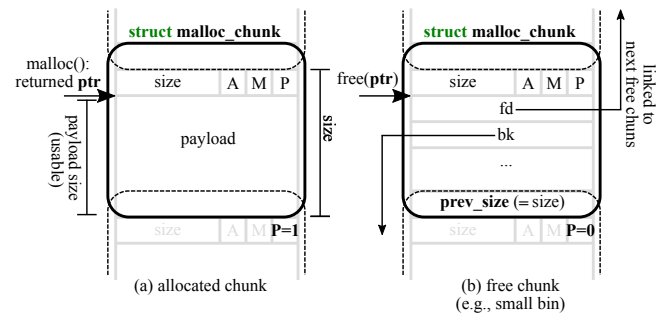 struct malloc_chunk
malloc():
returned ptr
size A M P
payload size
(usable)
payload
size
size A M P=1
(a) allocated chunk
struct malloc_chunk
free(ptr)
size A M P
fd
bk
...
prev_size (= size)
size A M P=0
linked to
next free chuns
(b) free chunk
(e.g., small bin)